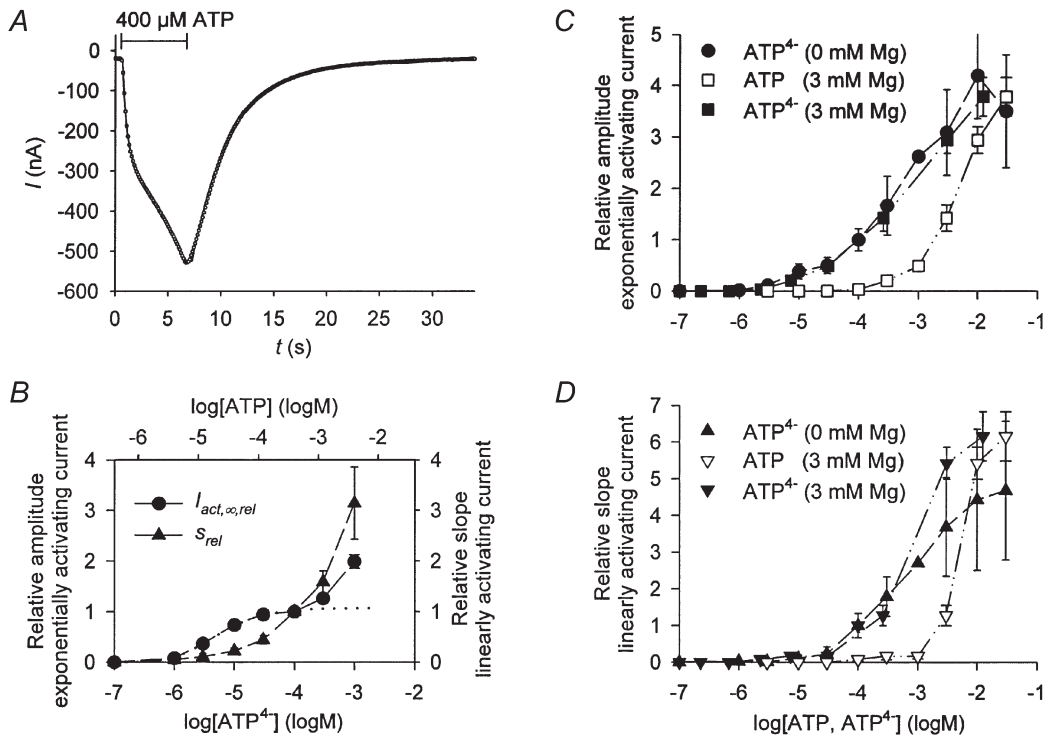 A
400 µM ATP
0
-100
-200
-300
-400
-500
-600
I (nA)
0 5 10 15 20 25 30
t (s)
B
log[ATP] (logM)
-6 -5 -4 -3 -2
Relative amplitude
exponentially activating current
4
3
2
1
0
I act,∞,rel
s rel
4
3
2
1
0
Relative slope
linearly activating current
-7 -6 -5 -4 -3 -2
log[ATP4-] (logM)
C
Relative amplitude
exponentially activating current
5
4
3
2
1
0
ATP4- (0 mM Mg)
ATP (3 mM Mg)
ATP4- (3 mM Mg)
-7 -6 -5 -4 -3 -2 -1
D
Relative slope
linearly activating current
7
6
5
4
3
2
1
0
ATP4- (0 mM Mg)
ATP (3 mM Mg)
ATP4- (3 mM Mg)
-7 -6 -5 -4 -3 -2 -1
log[ATP, ATP4-] (logM)